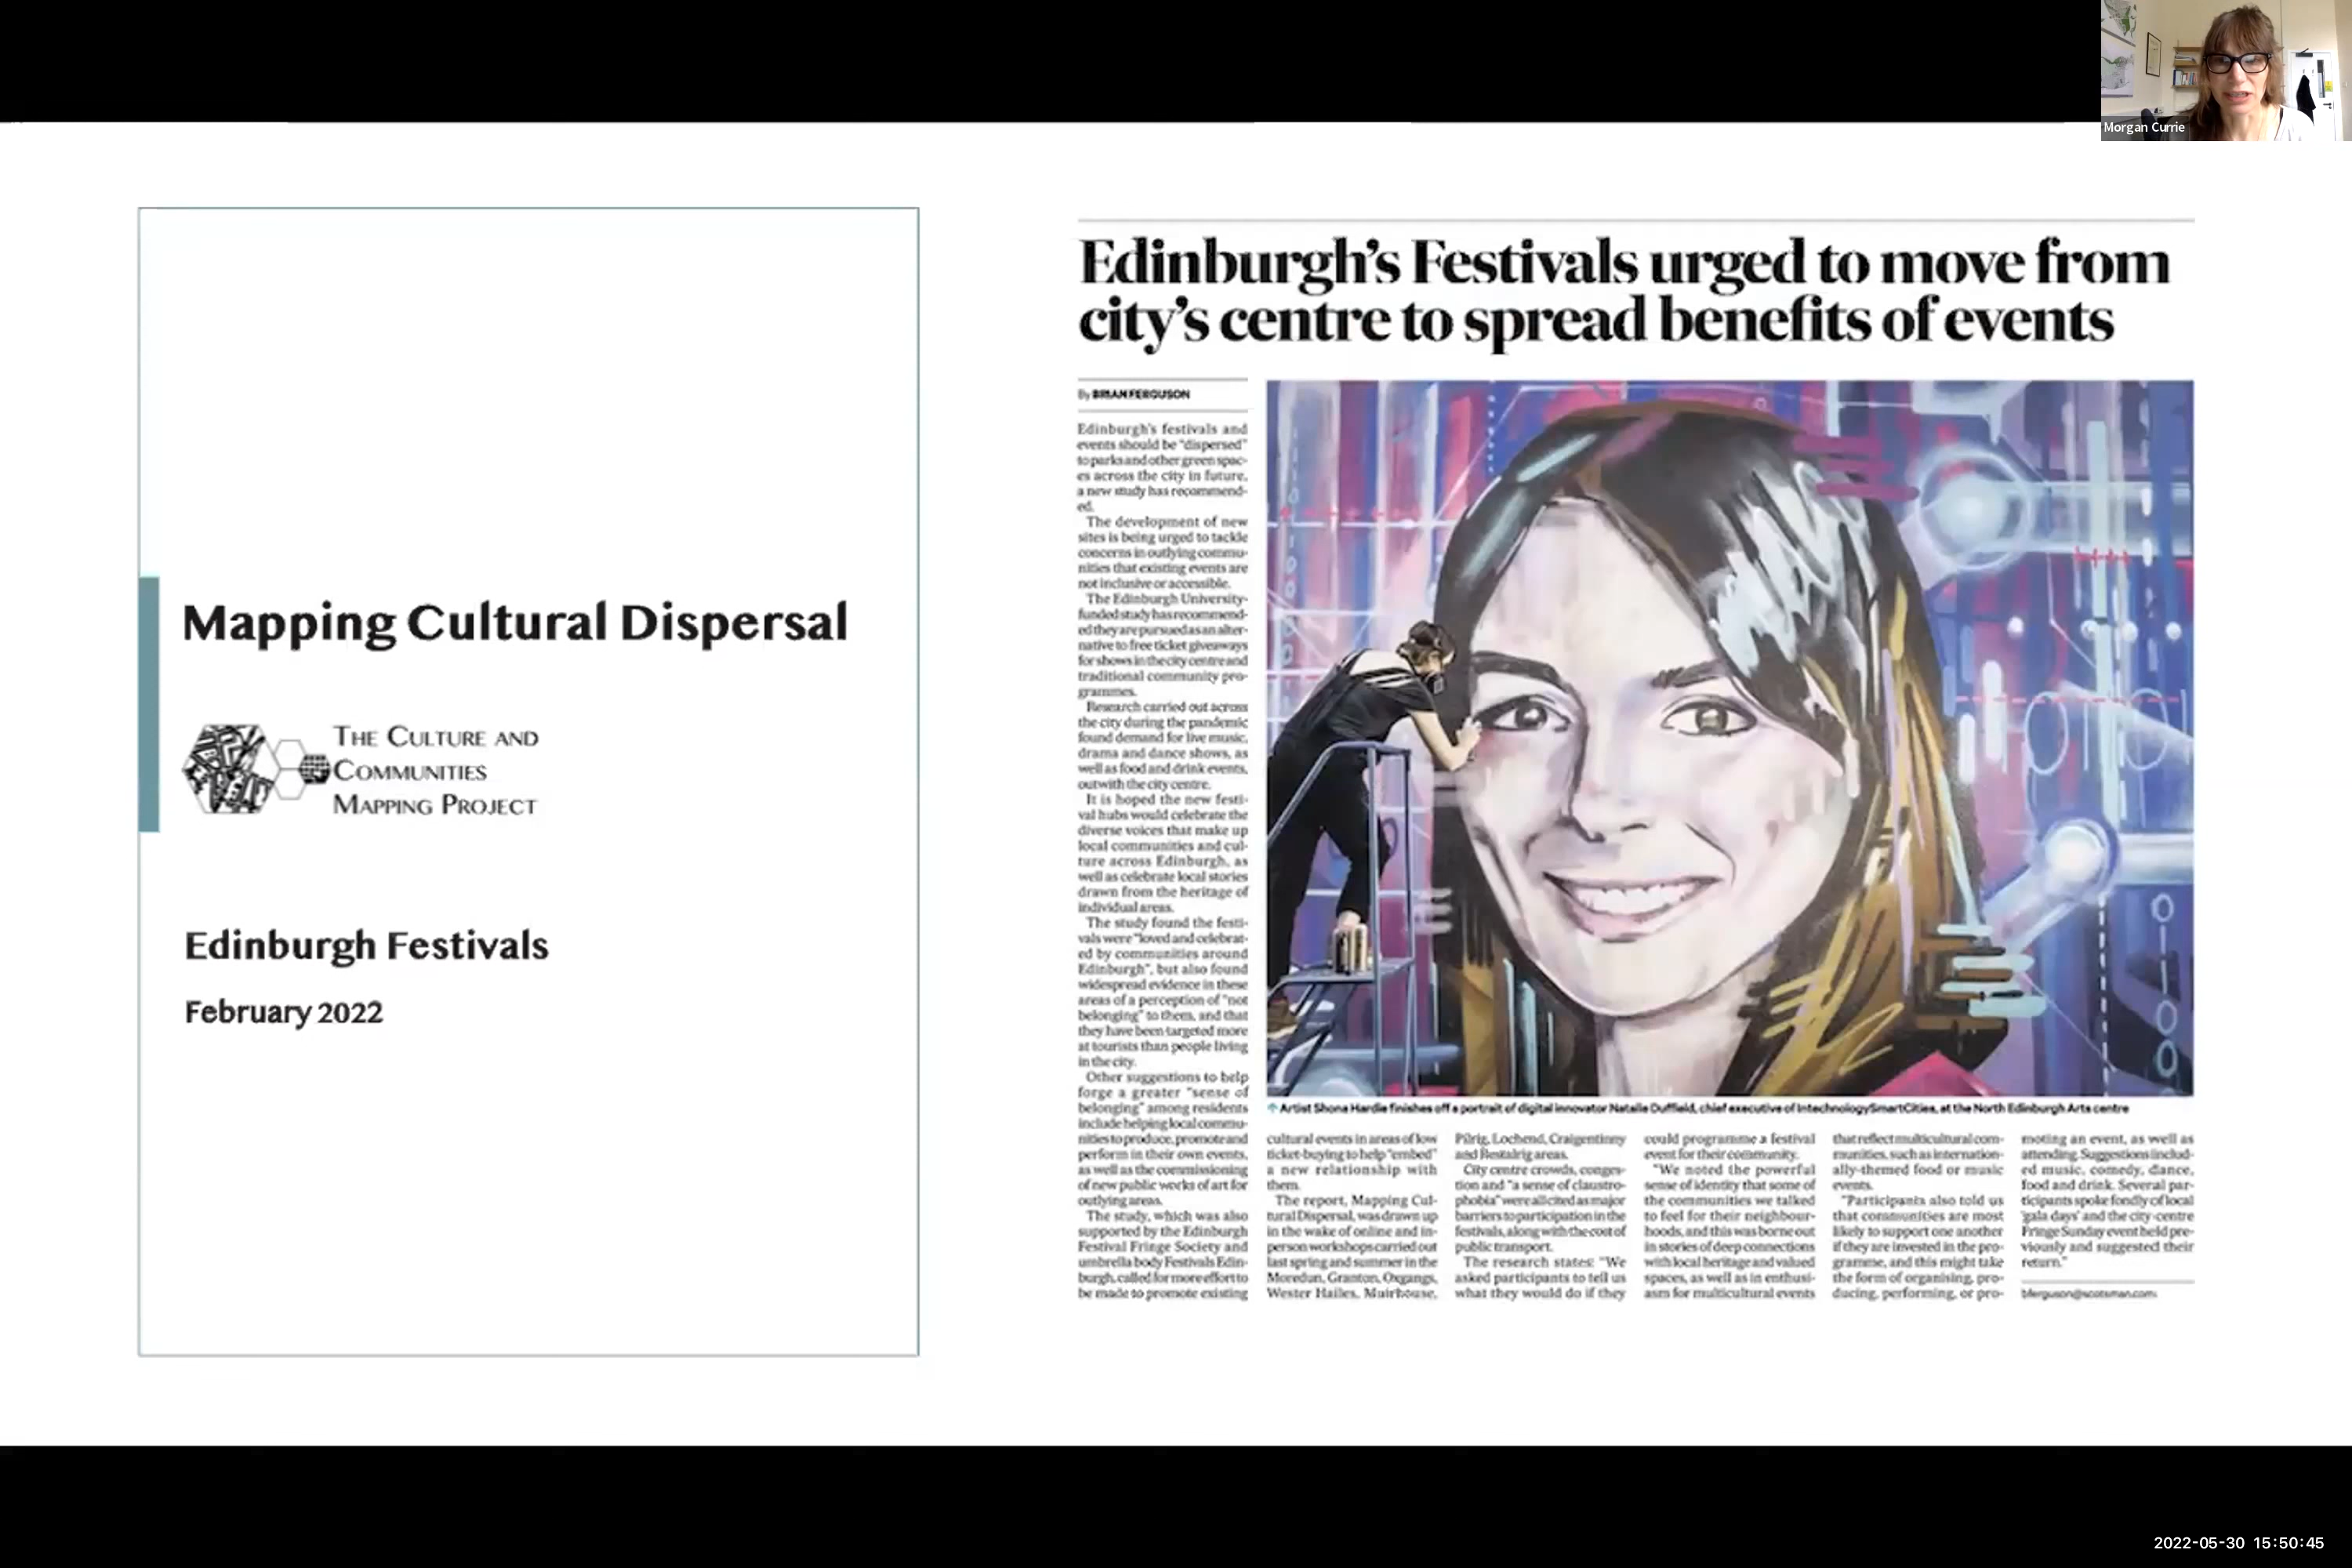 Morgan Currie
Mapping Cultural Dispersal
THE CULTURE AND
COMMUNITIES
MAPPING PROJECT
Edinburgh Festivals
February 2022
Edinburgh's Festivals urged to move from
city's centre to spread benefits of events
By BRIAN FERGUSON
Edinburgh's festivals and
events should be "dispersed"
to parks and other green spac-
es across the city in future,
a new study has recommend-
ed.
The development of new
sites is being urged to tackle
concerns in outlying commu-
nities that existing events are
not inclusive or accessible.
The Edinburgh University-
funded study has recommend-
ed they are pursued as an alter-
native to free ticket giveaways
for shows in the city centre and
traditional community pro-
grammes.
Research carried out across
the city during the pandemic
found demand for live music,
drama and dance shows, as
well as food and drink events,
outwith the city centre.
It is hoped the new festi-
val hubs would celebrate the
diverse voices that make up
local communities and cul-
ture across Edinburgh, as
well as celebrate local stories
drawn from the heritage of
individual areas.
The study found the festi-
vals were "loved and celebrat-
ed by communities around
Edinburgh", but also found
widespread evidence in these
areas of a perception of "not
belonging" to them, and that
they have been targeted more
at tourists than people living
in the city.
Other suggestions to help
forge a greater "sense of
belonging" among residents
include helping local commu-
nities to produce, promote and
perform in their own events,
as well as the commissioning
of new public works of art for
outlying areas.
The study, which was also
supported by the Edinburgh
Festival Fringe Society and
umbrella body Festivals Edin-
burgh, called for more effort to
be made to promote existing
Artist Shona Hardie finishes off a portrait of digital innovator Natalie Duffield, chief executive of IntechnologySmartCities, at the North Edinburgh Arts centre
cultural events in areas of low
ticket-buying to help "embed"
a new relationship with
them.
The report, Mapping Cul-
tural Dispersal, was drawn up
in the wake of online and in-
person workshops carried out
last spring and summer in the
Moredun, Granton, Oxgangs,
Wester Hailes, Muirhouse,
Pilrig, Lochend, Craigentinny
and Restalrig areas.
City centre crowds, conges-
tion and "a sense of claustro-
phobia" were all cited as major
barriers to participation in the
festivals, along with the cost of
public transport.
The research states: "We
asked participants to tell us
what they would do if they
could programme a festival
event for their community.
"We noted the powerful
sense of identity that some of
the communities we talked
to feel for their neighbour-
hoods, and this was borne out
in stories of deep connections
with local heritage and valued
spaces, as well as in enthusi-
asm for multicultural events
that reflect multicultural com-
munities, such as internation-
ally-themed food or music
events.
"Participants also told us
that communities are most
likely to support one another
if they are invested in the pro-
gramme, and this might take
the form of organising, pro-
ducing, performing, or pro-
moting an event, as well as
attending. Suggestions includ-
ed music, comedy, dance,
food and drink. Several par-
ticipants spoke fondly of local
'gala days' and the city-centre
Fringe Sunday event held pre-
viously and suggested their
return."
bferguson@scotsman.com
2022-05-30 15:50:45